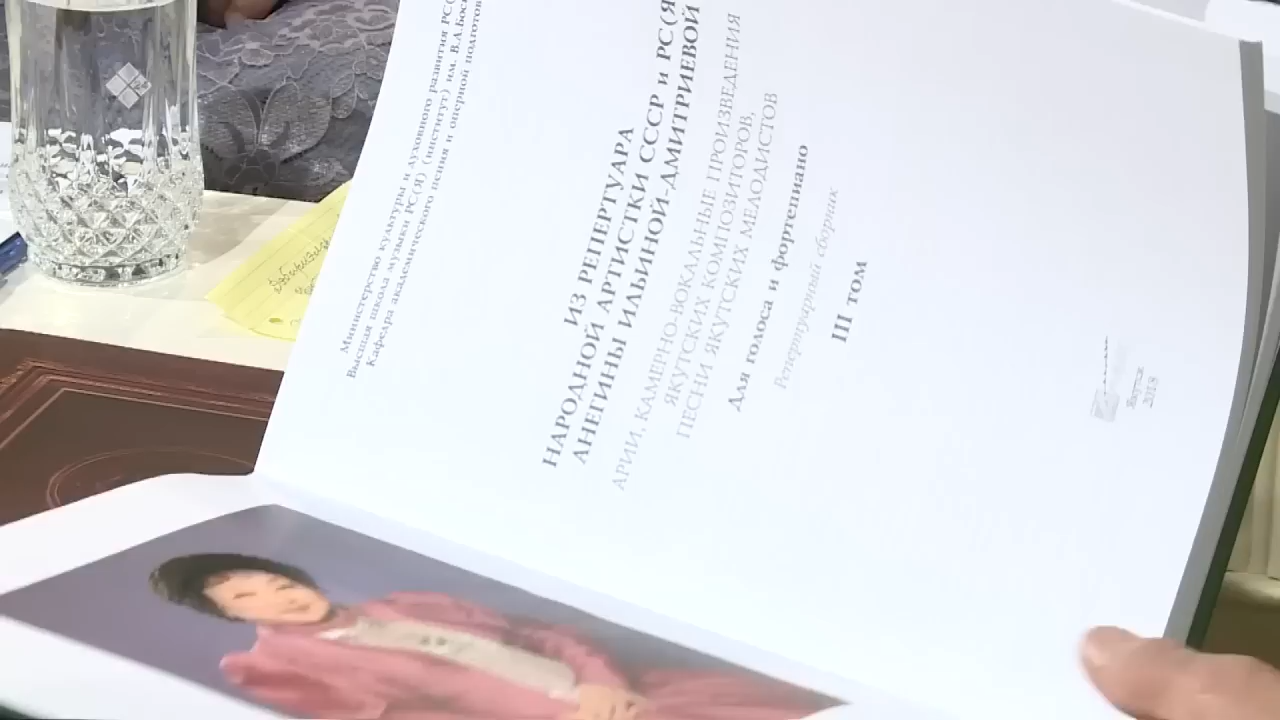 Министерство культуры и духовного развития РС(
Высшая школа музыки РС(Я) (институт) им. В.А.Бос
Кафедра академического пения и оперной подготов
ИЗ РЕПЕРТУАРА
НАРОДНОЙ АРТИСТКИ СССР и РС(Я
АНЕГИНЫ ИЛЬИНОЙ-ДМИТРИЕВОЙ
АРИИ, КАМЕРНО-ВОКАЛЬНЫЕ ПРОИЗВЕДЕНИЯ
ЯКУТСКИХ КОМПОЗИТОРОВ,
ПЕСНИ ЯКУТСКИХ МЕЛОДИСТОВ
Для голоса и фортепиано
Репертуарный сборник
III ТОМ
Якутск
2018